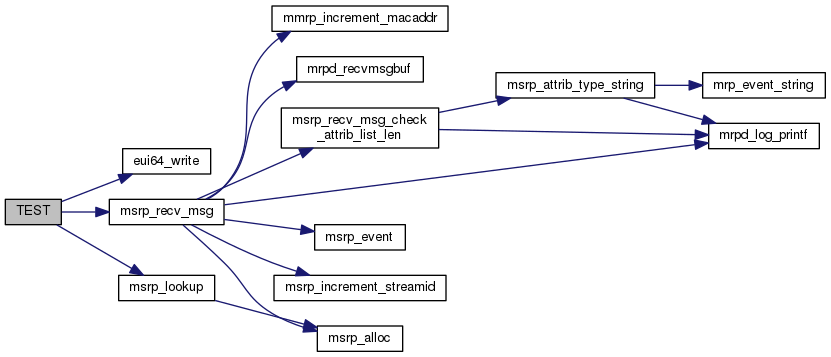 mmrp_increment_macaddr
mrpd_recvmsgbuf
msrp_attrib_type_string
mrp_event_string
msrp_recv_msg_check
_attrib_list_len
mrpd_log_printf
eui64_write
TEST
msrp_recv_msg
msrp_event
msrp_lookup
msrp_increment_streamid
msrp_alloc